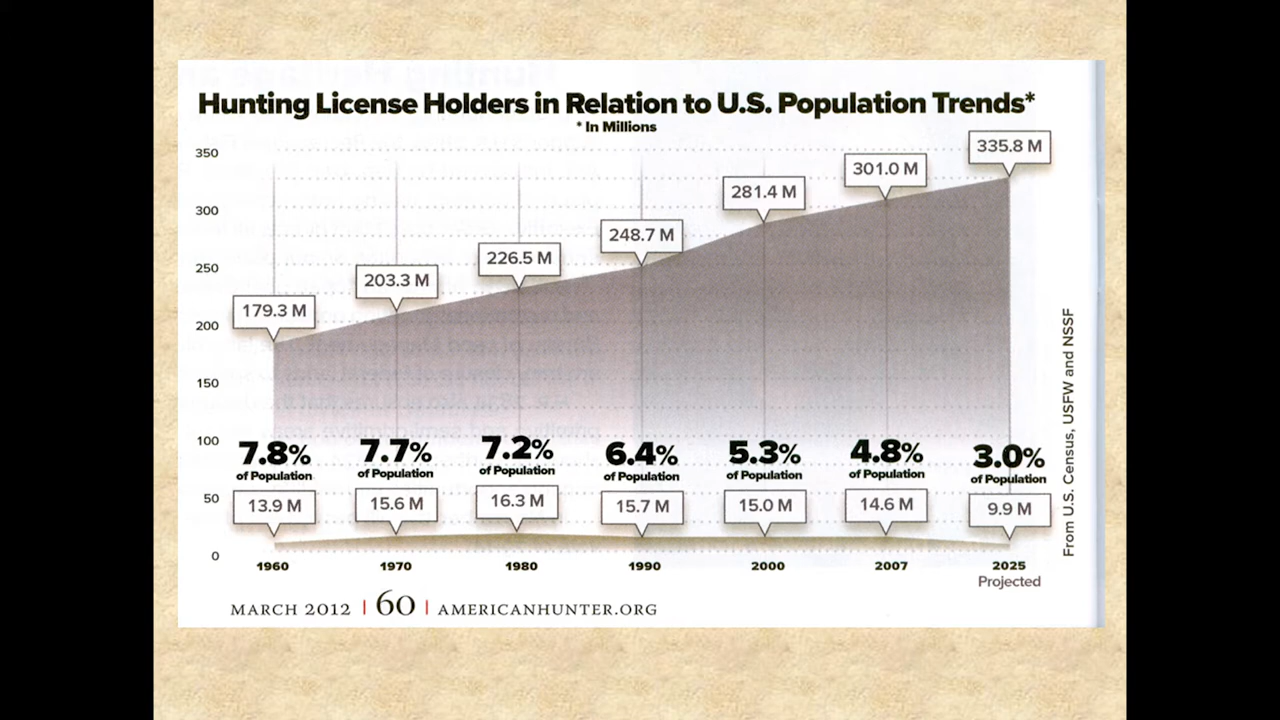 Hunting License Holders in Relation to U.S. Population Trends*
* In Millions
350
335.8 M
301.0 M
281.4 M
300
248.7 M
250
226.5 M
203.3 M
179.3 M
200
150
100
7.8% 7.7% 7.2% 6.4% 5.3% 4.8% 3.0%
of Population of Population of Population of Population of Population of Population of Population
50
13.9 M 15.6 M 16.3 M 15.7 M 15.0 M 14.6 M 9.9 M
0
1960 1970 1980 1990 2000 2007 2025
Projected
From U.S. Census, USFW and NSSF
MARCH 2012 | 60 | AMERICANHUNTER.ORG